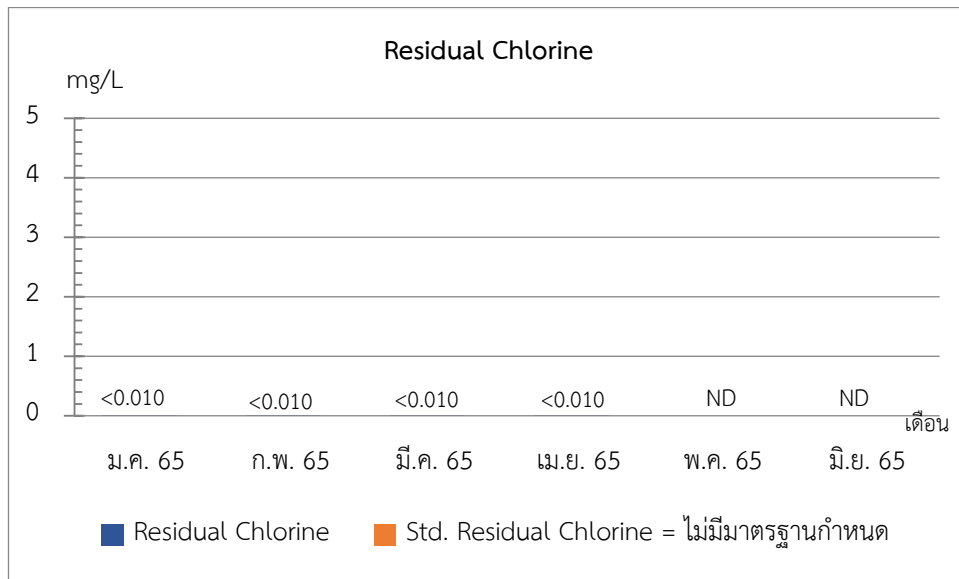 Residual Chlorine
mg/L
5
4
3
2
1
0
<0.010 <0.010 <0.010 <0.010 ND ND
เดือน
ม.ค. 65 ก.พ. 65 มี.ค. 65 เม.ย. 65 พ.ค. 65 มิ.ย. 65
Residual Chlorine Std. Residual Chlorine = ไม่มีมาตรฐานกำหนด